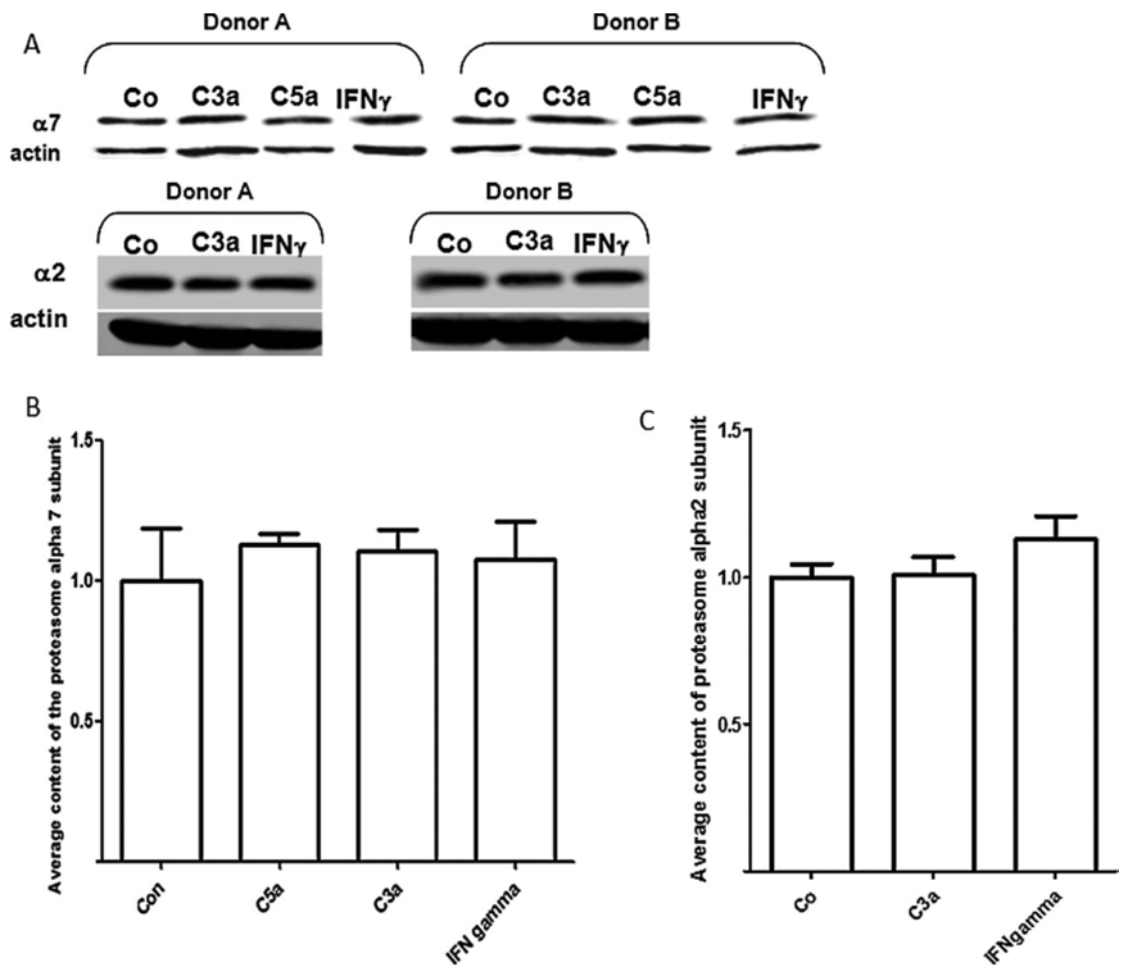 A
Donor A
Donor B
Co C3a C5a IFNγ
Co C3a C5a IFNγ
α7
actin
Donor A
Donor B
Co C3a IFNγ
Co C3a IFNγ
α2
actin
B
Average content of the proteasome alpha 7 subunit
1.5
1.0
0.5
Con
C5a
C3a
IFN gamma
C
Average content of proteasome alpha2 subunit
1.5
1.0
0.5
Co
C3a
IFNgamma